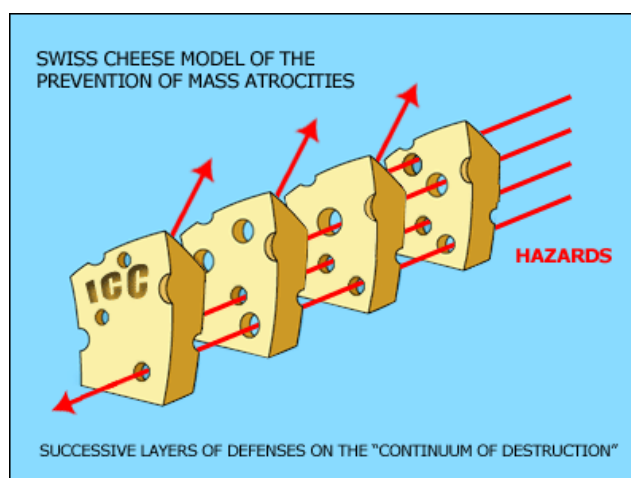 SWISS CHEESE MODEL OF THE
PREVENTION OF MASS ATROCITIES
ICC
HAZARDS
SUCCESSIVE LAYERS OF DEFENSES ON THE “CONTINUUM OF DESTRUCTION”